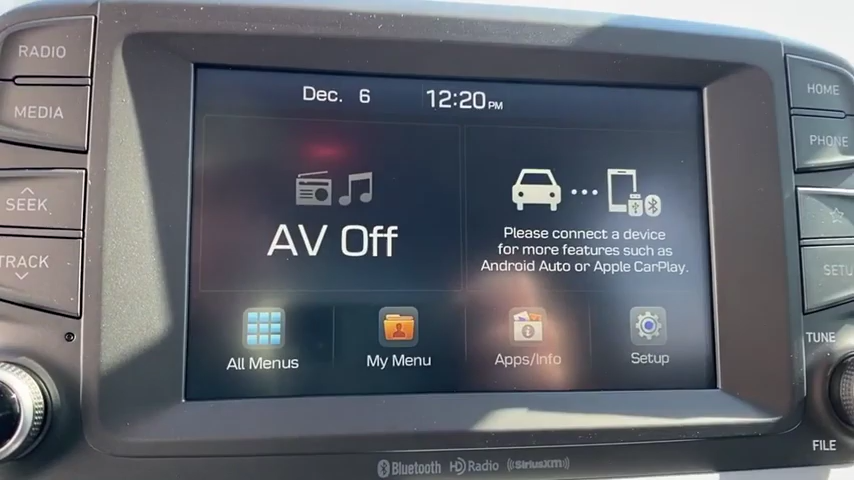 RADIO
MEDIA
SEEK
TRACK
Dec. 6 12:20 PM
AV Off
Please connect a device
for more features such as
Android Auto or Apple CarPlay.
All Menus
My Menu
Apps/Info
Setup
HOME
PHONE
SETU
TUNE
FILE
Bluetooth HD Radio ((SiriusXM))